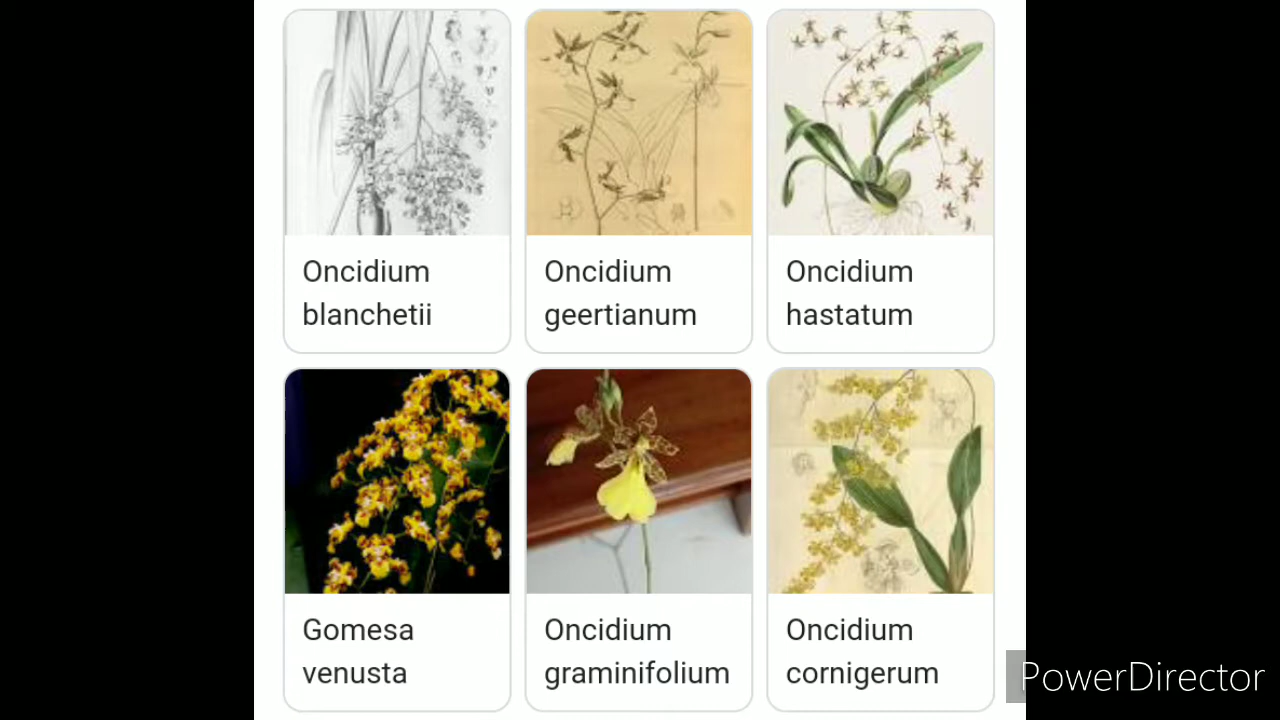 Oncidium
blanchetii
Oncidium
geertianum
Oncidium
hastatum
Gomesa
venusta
Oncidium
graminifolium
Oncidium
cornigerum
PowerDirector